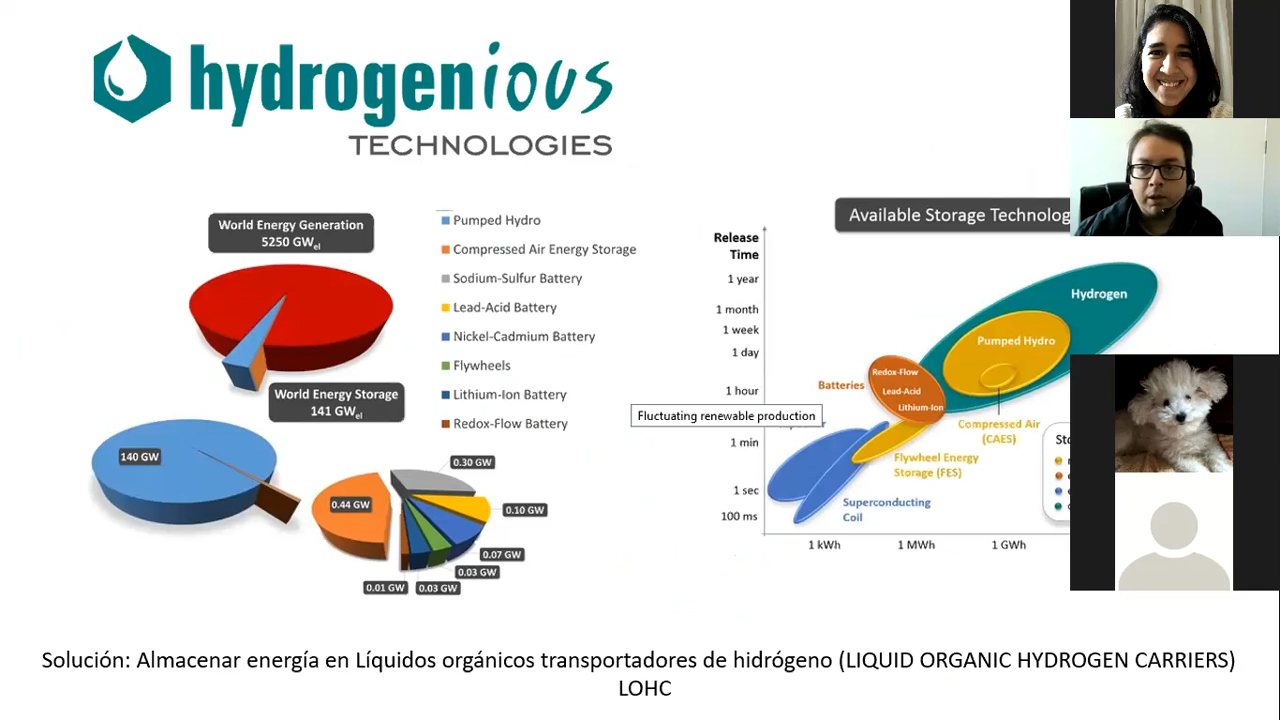 hydrogenious
TECHNOLOGIES
World Energy Generation
5250 GWel
World Energy Storage
141 GWel
140 GW
Pumped Hydro
Compressed Air Energy Storage
Sodium-Sulfur Battery
Lead-Acid Battery
Nickel-Cadmium Battery
Flywheels
Lithium-Ion Battery
Redox-Flow Battery
0.44 GW
0.30 GW
0.10 GW
0.07 GW
0.03 GW
0.03 GW
0.01 GW
Available Storage
Release
Time
1 year
1 month
1 week
1 day
1 hour
1 min
1 sec
100 ms
1 kWh
1 MWh
1 GWh
Hydrogen
Pumped Hydro
Batteries
Redox-Flow
Lead-Acid
Lithium-Ion
Compressed Air
(CAES)
Fluctuating renewable production
Flywheel Energy
Storage (FES)
Superconducting
Coil
Solución: Almacenar energía en Líquidos orgánicos transportadores de hidrógeno (LIQUID ORGANIC HYDROGEN CARRIERS)
LOHC